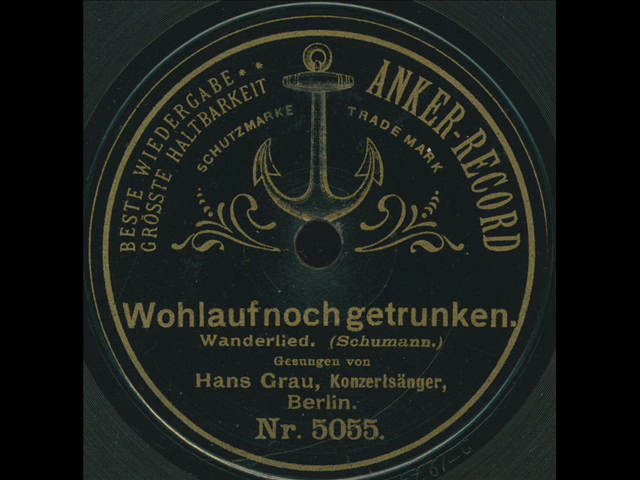 BESTE WIEDERGABE
GRÖSSTE HALTBARKEIT
ANKER-RECORD
SCHUTZMARKE TRADE MARK
Wohlauf noch getrunken.
Wanderlied. (Schumann.)
Gesungen von
Hans Grau, Konzertsänger,
Berlin.
Nr. 5055.